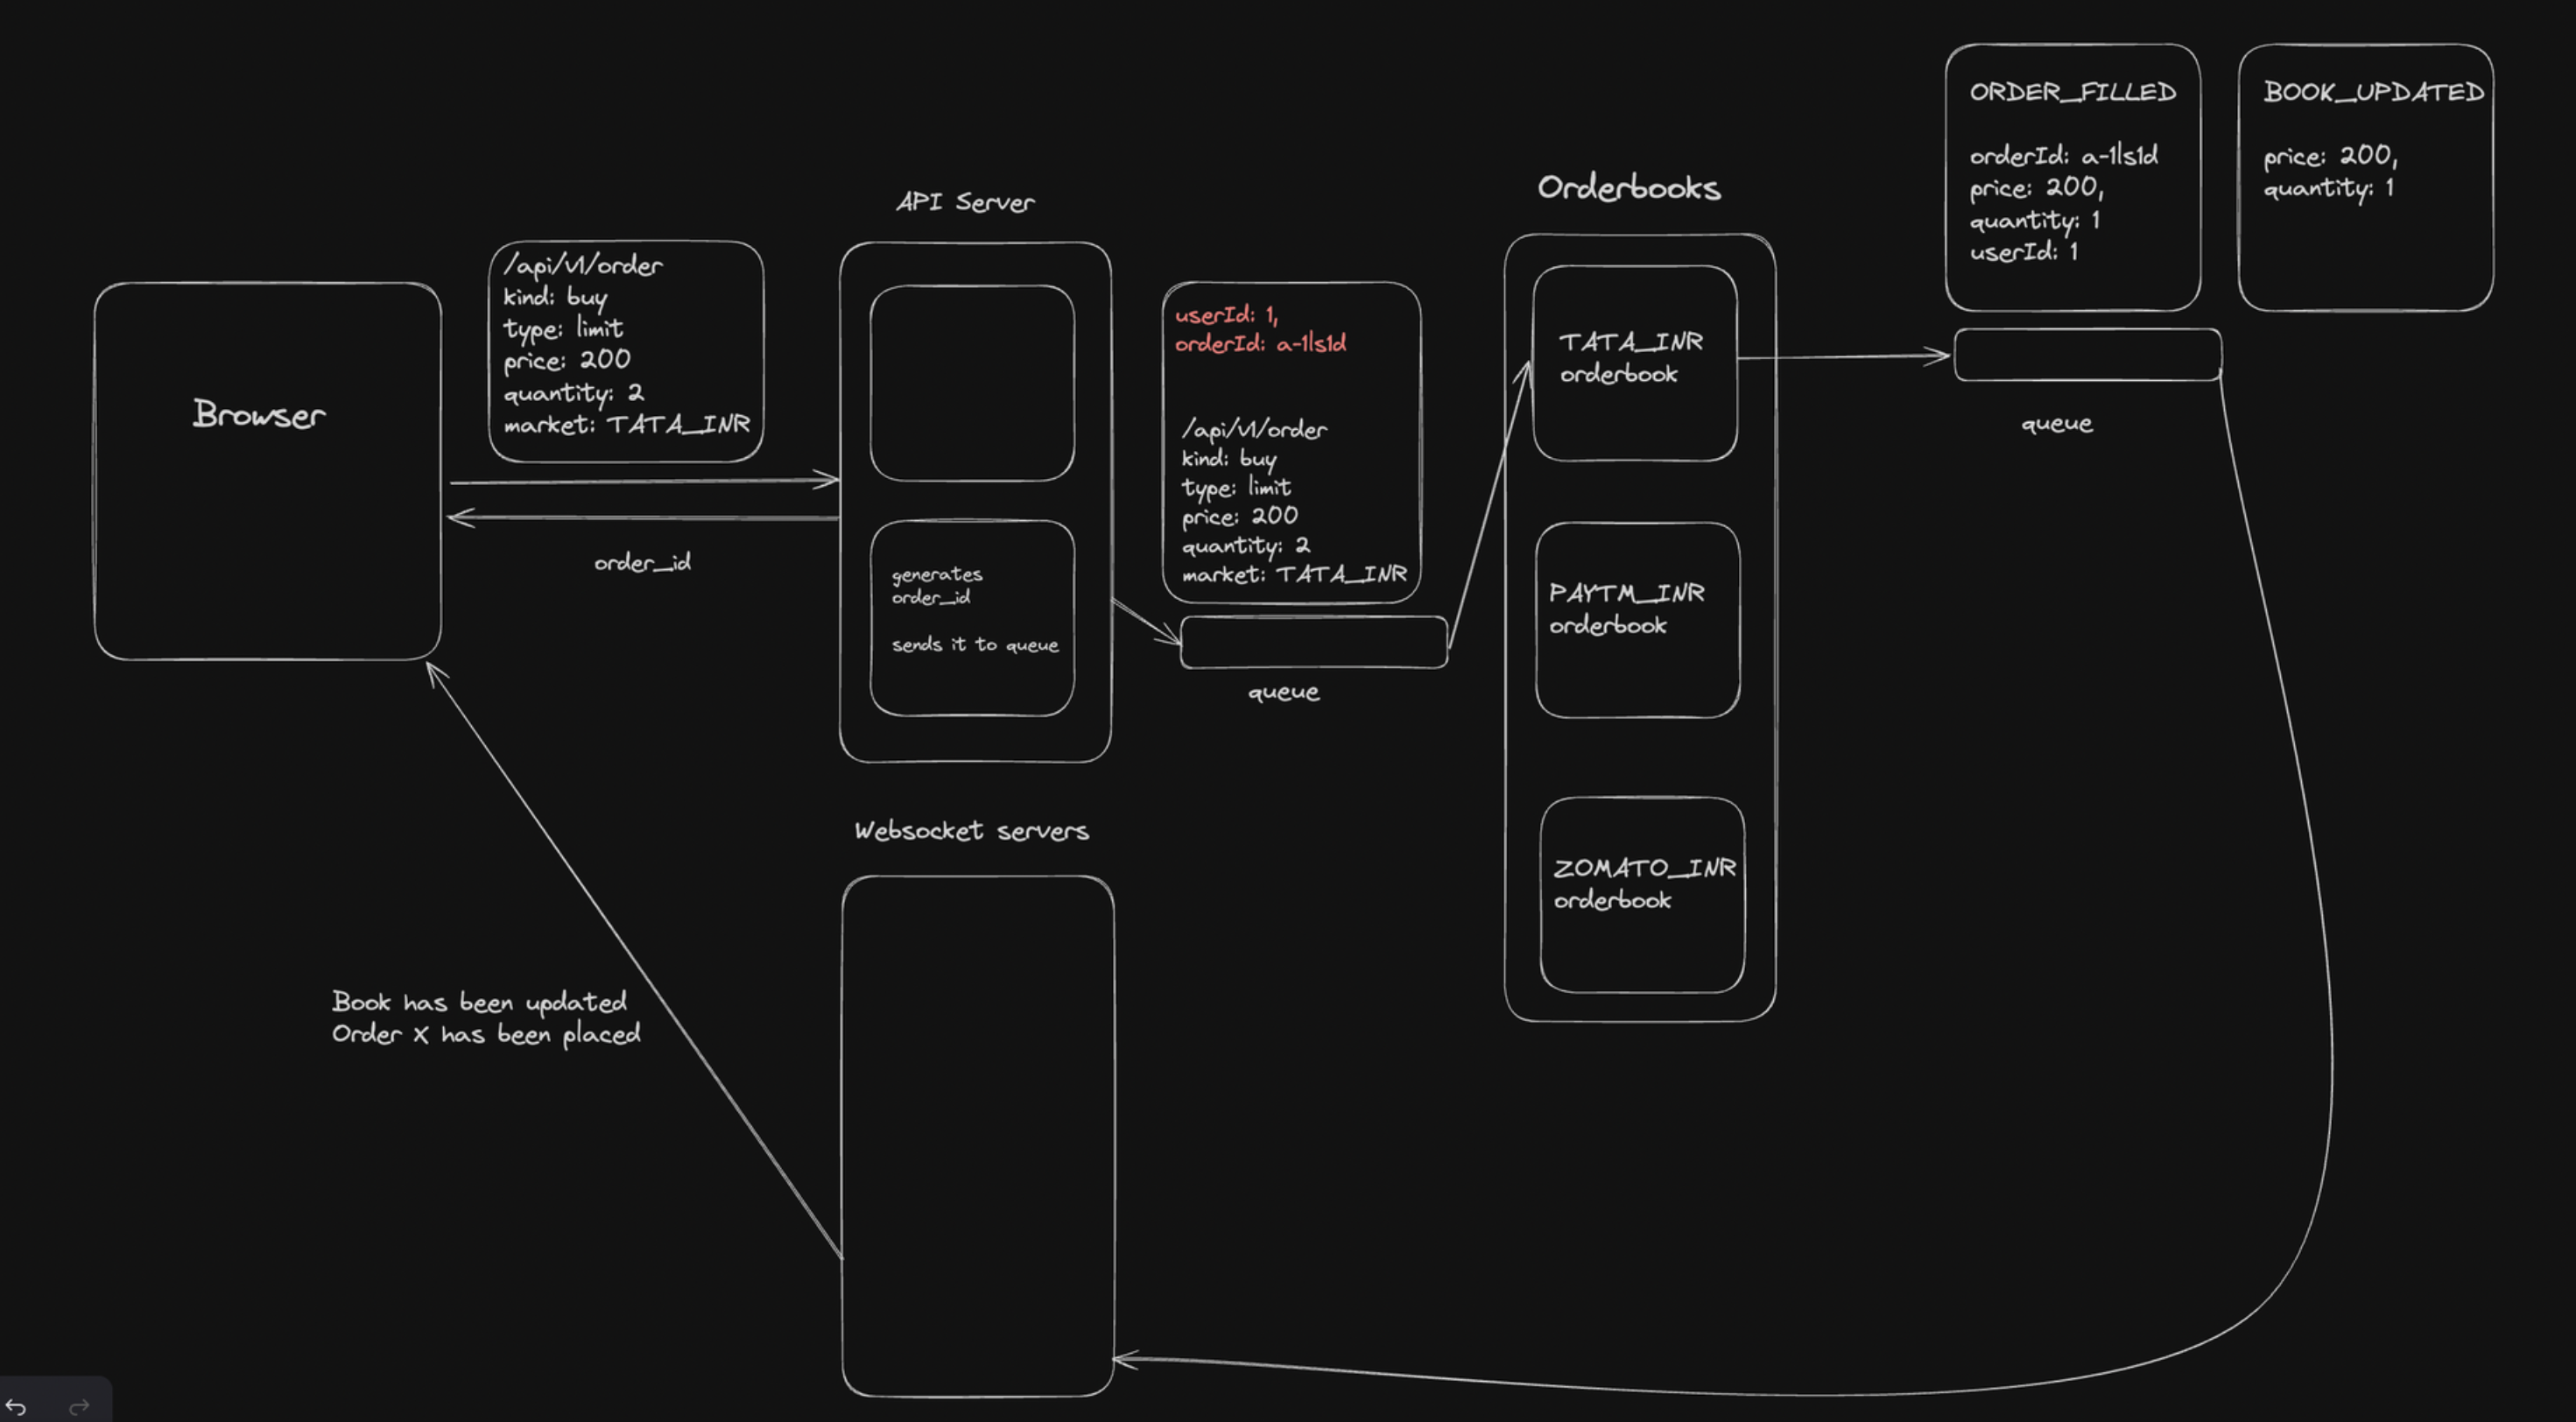 Browser
/api/v1/order
kind: buy
type: limit
price: 200
quantity: 2
market: TATA_INR
order_id
API Server
generates
order_id
sends it to queue
userId: 1,
orderId: a-1ls1d
/api/v1/order
kind: buy
type: limit
price: 200
quantity: 2
market: TATA_INR
queue
Orderbooks
TATA_INR
orderbook
PAYTM_INR
orderbook
ZOMATO_INR
orderbook
ORDER_FILLED
orderId: a-1ls1d
price: 200,
quantity: 1
userId: 1
BOOK_UPDATED
price: 200,
quantity: 1
queue
Websocket servers
Book has been updated
Order X has been placed